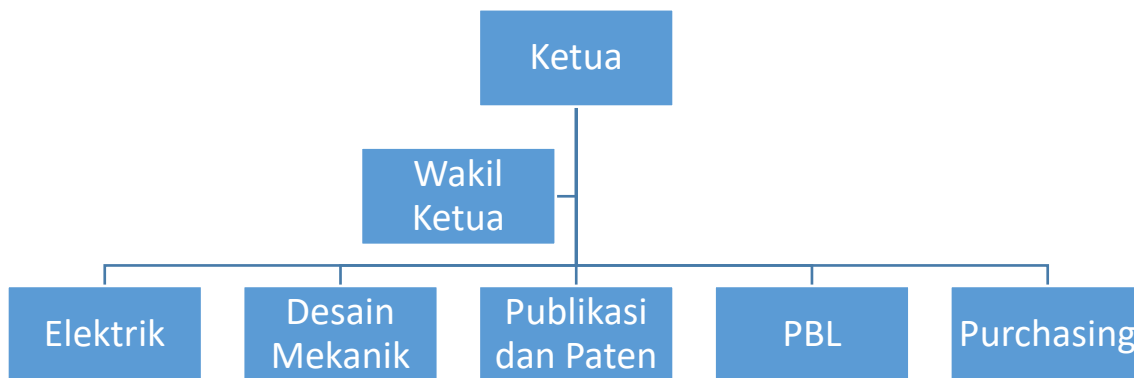 Ketua
Wakil
Ketua
Elektrik
Desain
Mekanik
Publikasi
dan Paten
PBL
Purchasing